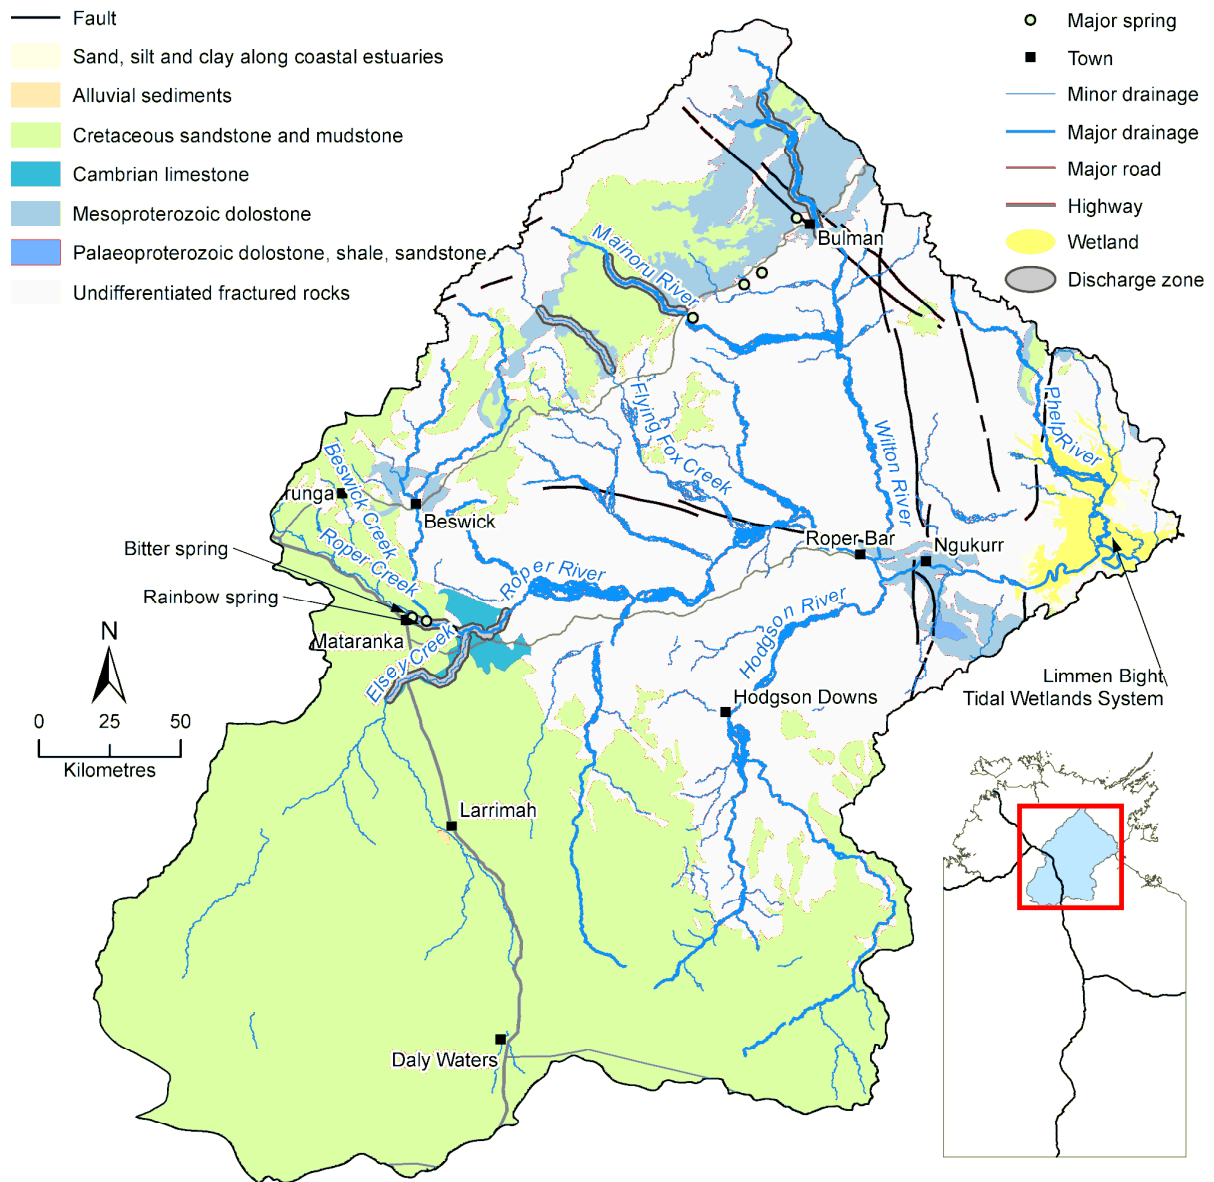 Fault
Sand, silt and clay along coastal estuaries
Alluvial sediments
Cretaceous sandstone and mudstone
Cambrian limestone
Mesoproterozoic dolostone
Palaeoproterozoic dolostone, shale, sandstone
Undifferentiated fractured rocks
Major spring
Town
Minor drainage
Major drainage
Major road
Highway
Wetland
Discharge zone
Bulman
Mainoru River
Flying Fox Creek
Wilton River
Phelp River
Beswick Creek
runga
Beswick
Roper Creek
Bitter spring
Rainbow spring
Roper Bar
Ngukurr
Roper River
Mataranka
Elsey Creek
Hodgson River
Hodgson Downs
Limmen Bight
Tidal Wetlands System
N
0 25 50
Kilometres
Larrimah
Daly Waters